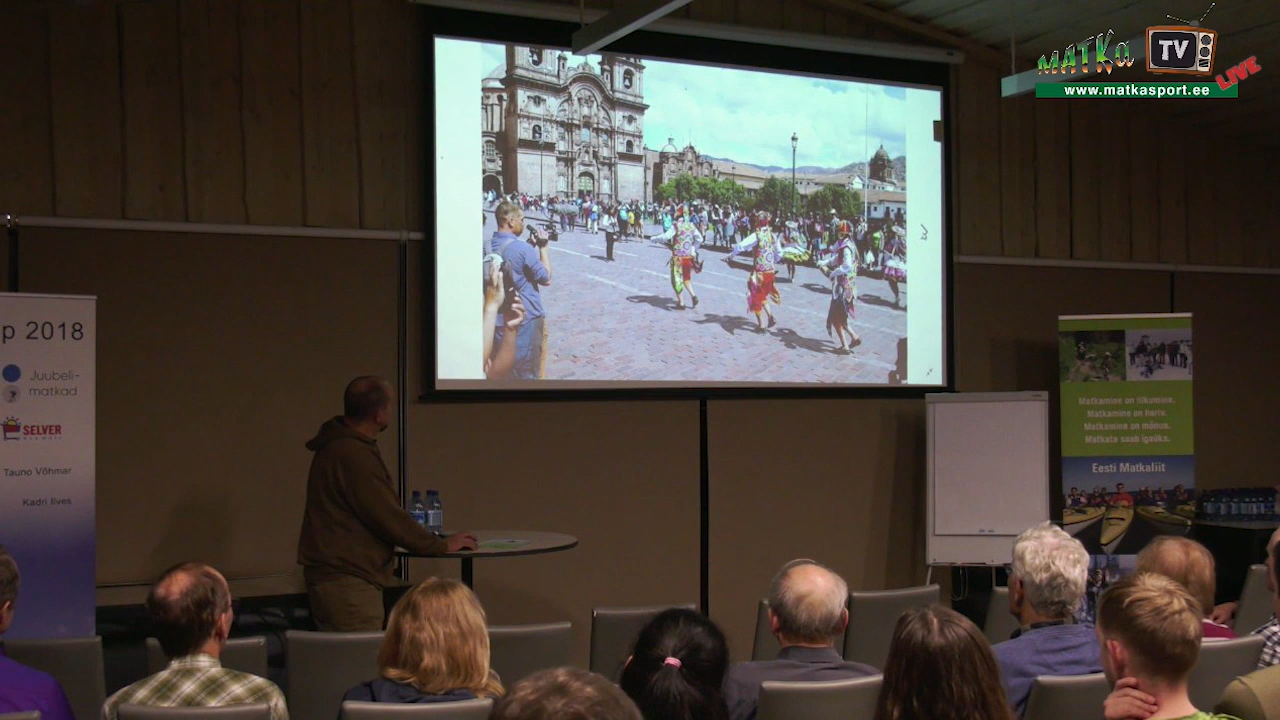 MATKa
TV
LIVE
www.matkasport.ee
p 2018
Juubeli-
matkad
SELVER
Tauno Võhmar
Kadri Ilves
Matkamine on liikumine.
Matkamine on hariv.
Matkamine on mõnus.
Matkata saab igaüks.
Eesti Matkaliit